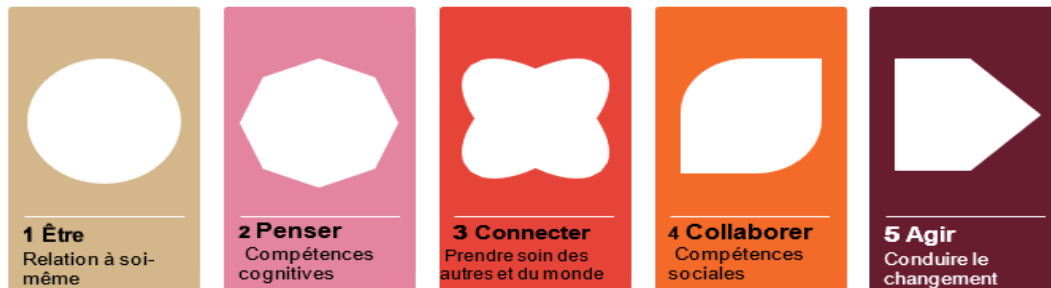 1 Être
Relation à soi-
même
2 Penser
Compétences
cognitives
3 Connecter
Prendre soin des
autres et du monde
4 Collaborer
Compétences
sociales
5 Agir
Conduire le
changement